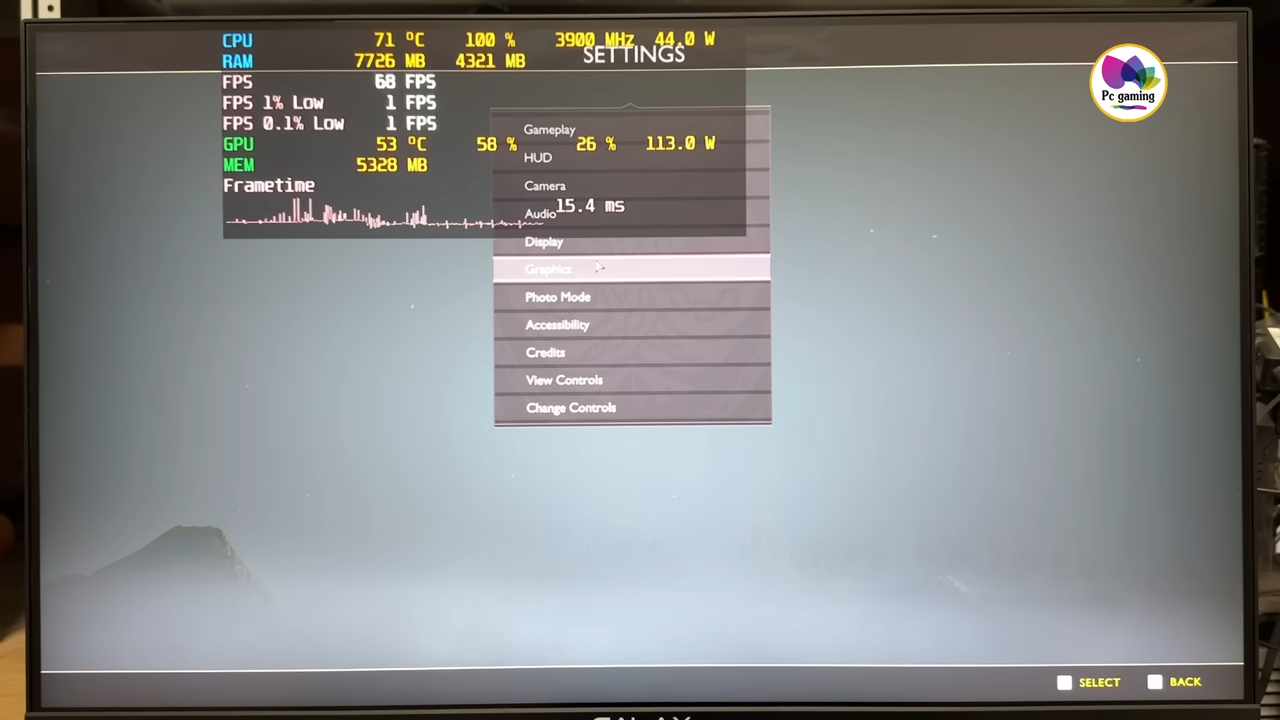 CPU 71 °C 100 % 3900 MHz 44.0 W
SETTINGS
RAM 7726 MB 4321 MB
FPS 68 FPS
FPS 1% Low 1 FPS
FPS 0.1% Low 1 FPS
GPU 53 °C 58 % 26 % 113.0 W
MEM 5328 MB
Frametime
15.4 ms
Gameplay
HUD
Camera
Audio
Display
Graphics
Photo Mode
Accessibility
Credits
View Controls
Change Controls
SELECT
BACK
Pc gaming